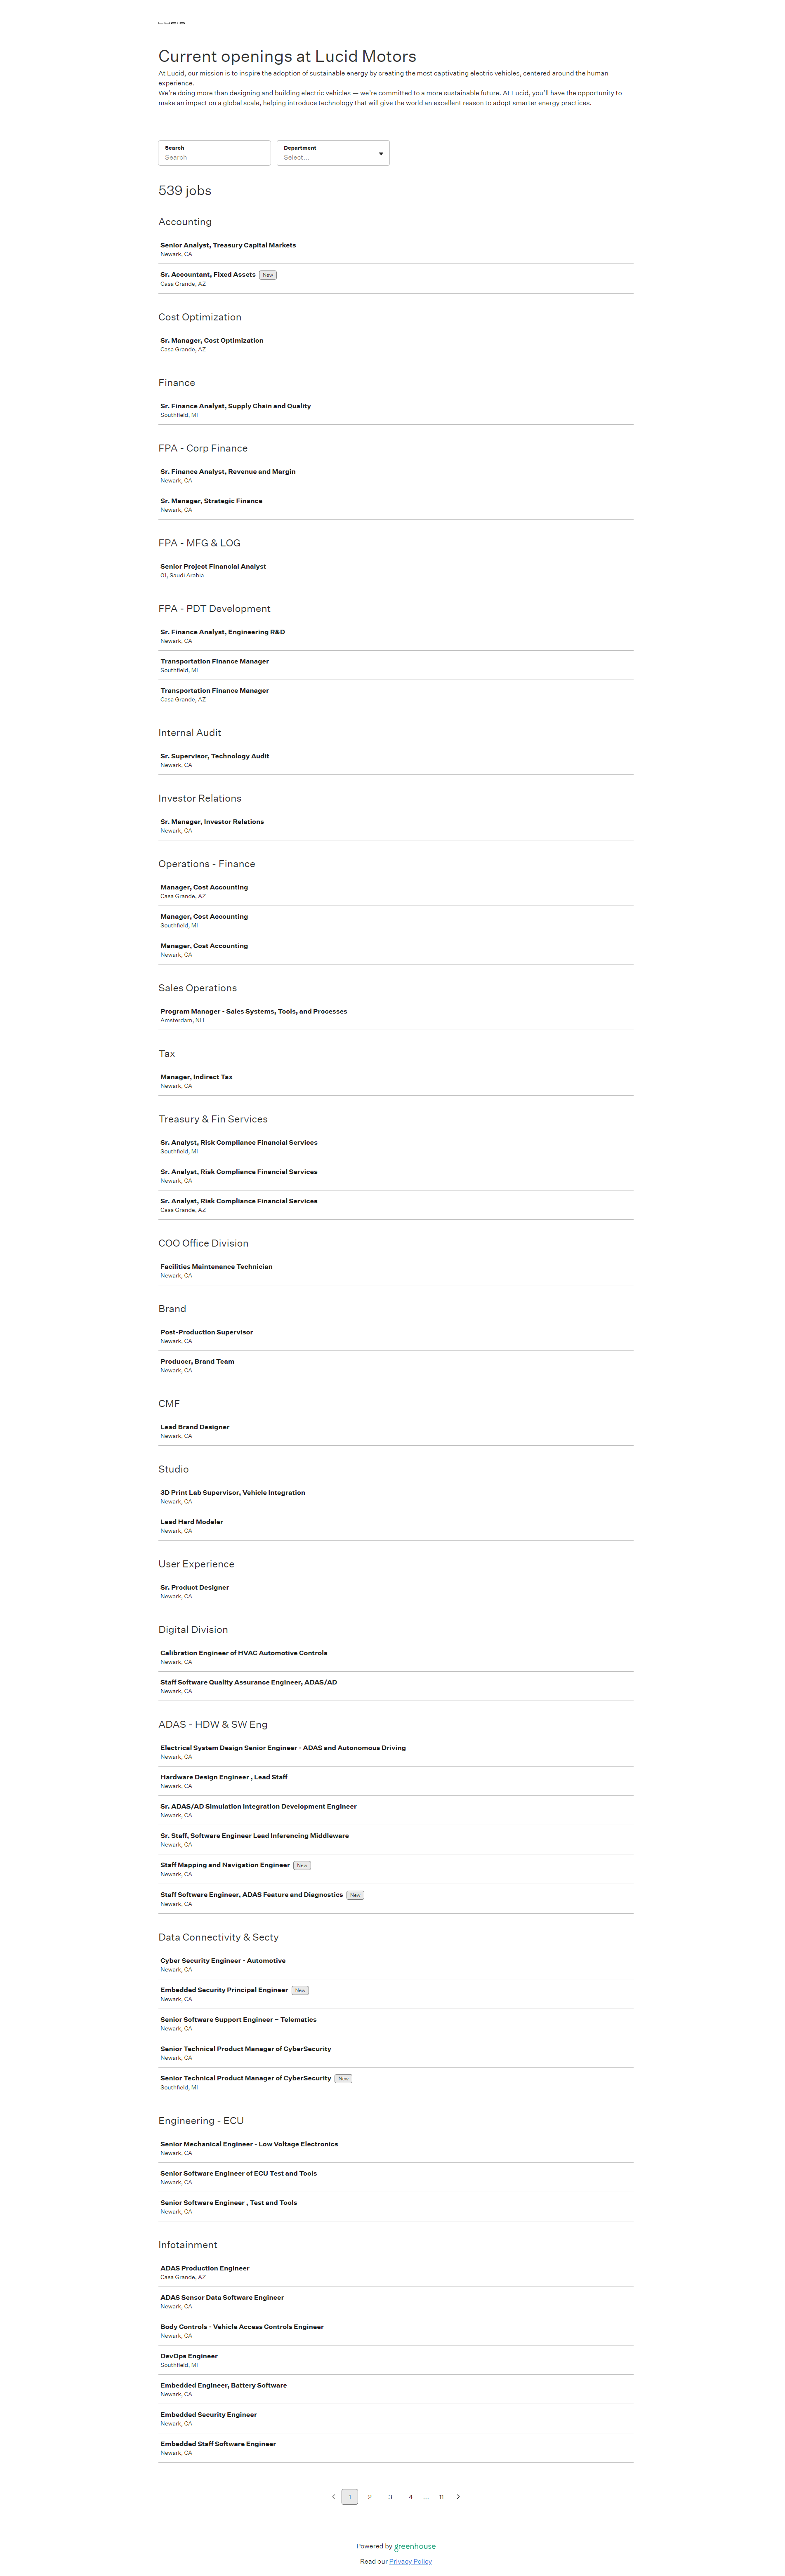 LUCID
Current openings at Lucid Motors
At Lucid, our mission is to inspire the adoption of sustainable energy by creating the most captivating electric vehicles, centered around the human
experience.
We're doing more than designing and building electric vehicles — we're committed to a more sustainable future. At Lucid, you'll have the opportunity to
make an impact on a global scale, helping introduce technology that will give the world an excellent reason to adopt smarter energy practices.
Search
Search
Department
Select...
539 jobs
Accounting
Senior Analyst, Treasury Capital Markets
Newark, CA
Sr. Accountant, Fixed Assets New
Casa Grande, AZ
Cost Optimization
Sr. Manager, Cost Optimization
Casa Grande, AZ
Finance
Sr. Finance Analyst, Supply Chain and Quality
Southfield, MI
FPA - Corp Finance
Sr. Finance Analyst, Revenue and Margin
Newark, CA
Sr. Manager, Strategic Finance
Newark, CA
FPA - MFG & LOG
Senior Project Financial Analyst
01, Saudi Arabia
FPA - PDT Development
Sr. Finance Analyst, Engineering R&D
Newark, CA
Transportation Finance Manager
Southfield, MI
Transportation Finance Manager
Casa Grande, AZ
Internal Audit
Sr. Supervisor, Technology Audit
Newark, CA
Investor Relations
Sr. Manager, Investor Relations
Newark, CA
Operations - Finance
Manager, Cost Accounting
Casa Grande, AZ
Manager, Cost Accounting
Southfield, MI
Manager, Cost Accounting
Newark, CA
Sales Operations
Program Manager - Sales Systems, Tools, and Processes
Amsterdam, NH
Tax
Manager, Indirect Tax
Newark, CA
Treasury & Fin Services
Sr. Analyst, Risk Compliance Financial Services
Southfield, MI
Sr. Analyst, Risk Compliance Financial Services
Newark, CA
Sr. Analyst, Risk Compliance Financial Services
Casa Grande, AZ
COO Office Division
Facilities Maintenance Technician
Newark, CA
Brand
Post-Production Supervisor
Newark, CA
Producer, Brand Team
Newark, CA
CMF
Lead Brand Designer
Newark, CA
Studio
3D Print Lab Supervisor, Vehicle Integration
Newark, CA
Lead Hard Modeler
Newark, CA
User Experience
Sr. Product Designer
Newark, CA
Digital Division
Calibration Engineer of HVAC Automotive Controls
Newark, CA
Staff Software Quality Assurance Engineer, ADAS/AD
Newark, CA
ADAS - HDW & SW Eng
Electrical System Design Senior Engineer - ADAS and Autonomous Driving
Newark, CA
Hardware Design Engineer , Lead Staff
Newark, CA
Sr. ADAS/AD Simulation Integration Development Engineer
Newark, CA
Sr. Staff, Software Engineer Lead Inferencing Middleware
Newark, CA
Staff Mapping and Navigation Engineer New
Newark, CA
Staff Software Engineer, ADAS Feature and Diagnostics New
Newark, CA
Data Connectivity & Secty
Cyber Security Engineer - Automotive
Newark, CA
Embedded Security Principal Engineer New
Newark, CA
Senior Software Support Engineer – Telematics
Newark, CA
Senior Technical Product Manager of CyberSecurity
Newark, CA
Senior Technical Product Manager of CyberSecurity New
Southfield, MI
Engineering - ECU
Senior Mechanical Engineer - Low Voltage Electronics
Newark, CA
Senior Software Engineer of ECU Test and Tools
Newark, CA
Senior Software Engineer , Test and Tools
Newark, CA
Infotainment
ADAS Production Engineer
Casa Grande, AZ
ADAS Sensor Data Software Engineer
Newark, CA
Body Controls - Vehicle Access Controls Engineer
Newark, CA
DevOps Engineer
Southfield, MI
Embedded Engineer, Battery Software
Newark, CA
Embedded Security Engineer
Newark, CA
Embedded Staff Software Engineer
Newark, CA
1 2 3 4 ... 11
Powered by greenhouse
Read our Privacy Policy